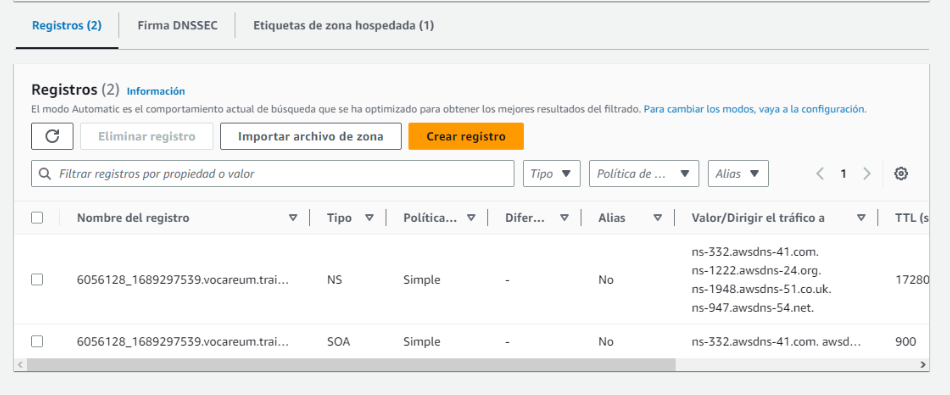 Registros (2) Firma DNSSEC Etiquetas de zona hospedada (1)
Registros (2) Información
El modo Automatic es el comportamiento actual de búsqueda que se ha optimizado para obtener los mejores resultados del filtrado. Para cambiar los modos, vaya a la configuración.
Eliminar registro Importar archivo de zona Crear registro
Filtrar registros por propiedad o valor Tipo Política de ... Alias 1
Nombre del registro Tipo Política... Difer... Alias Valor/Dirigir el tráfico a TTL (s
6056128_1689297539.vocareum.trai... NS Simple - No ns-332.awsdns-41.com.
ns-1222.awsdns-24.org.
ns-1948.awsdns-51.co.uk.
ns-947.awsdns-54.net.
17280
6056128_1689297539.vocareum.trai... SOA Simple - No ns-332.awsdns-41.com. awsd... 900